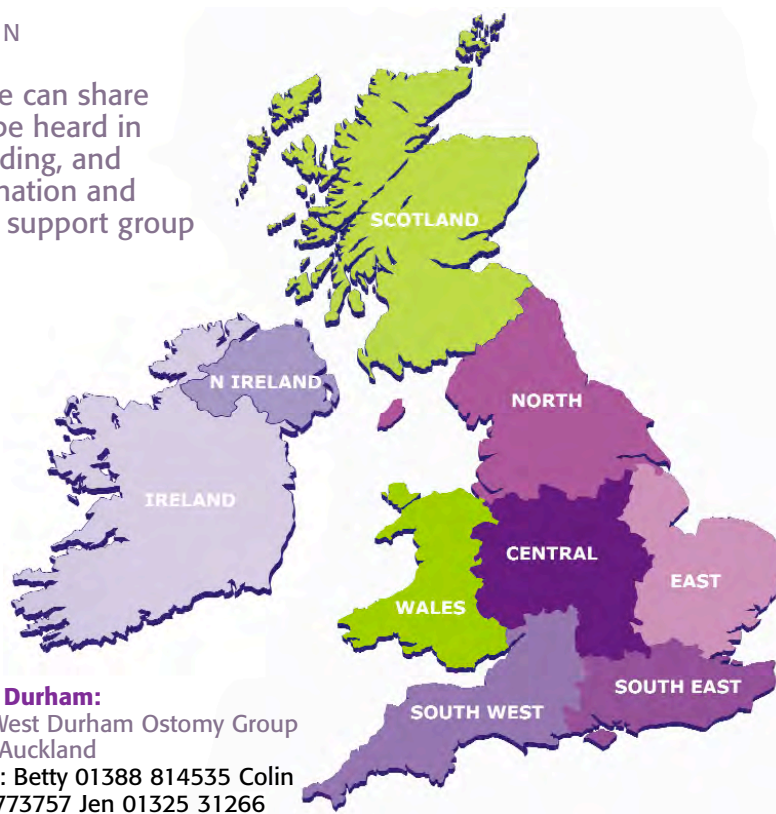 N
e can share
be heard in
ding, and
nation and
support group
SCOTLAND
N IRELAND
NORTH
IRELAND
CENTRAL
EAST
WALES
SOUTH EAST
SOUTH WEST
Durham:
West Durham Ostomy Group
Auckland
: Betty 01388 814535 Colin
773757 Jen 01325 31266